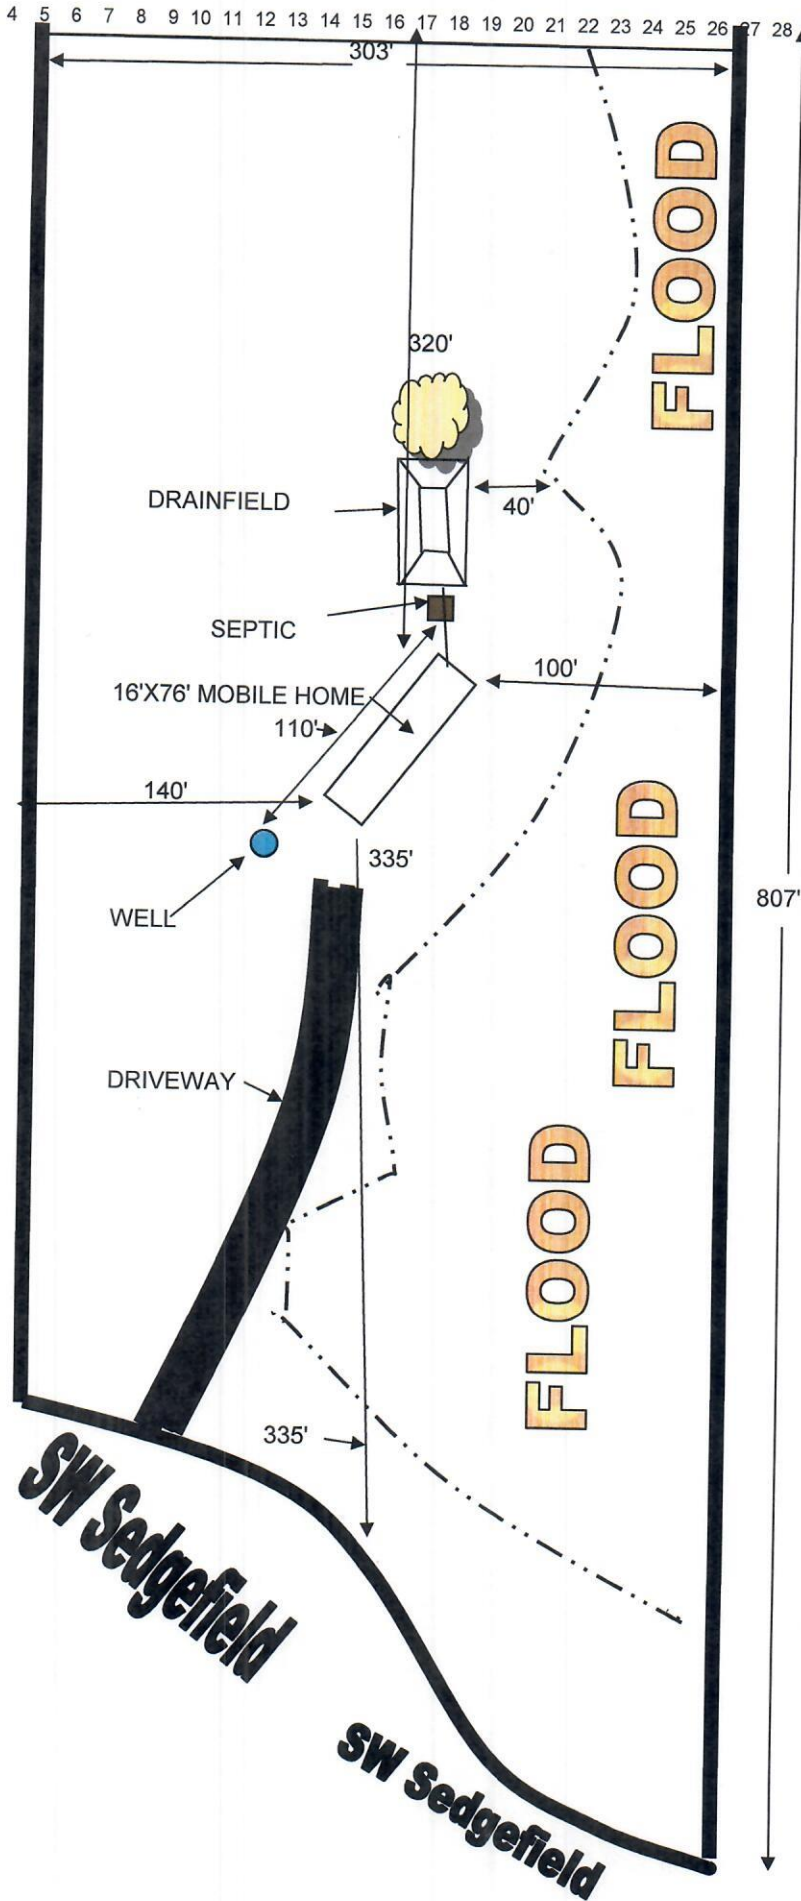 4 5 6 7 8 9 10 11 12 13 14 15 16 17 18 19 20 21 22 23 24 25 26 27 28
303'
FLOOD
320'
DRAINFIELD
40'
SEPTIC
100'
16'X76' MOBILE HOME
110'
140'
FLOOD
335'
807'
WELL
DRIVEWAY
FLOOD
335'
SW Sedgefield
SW Sedgefield